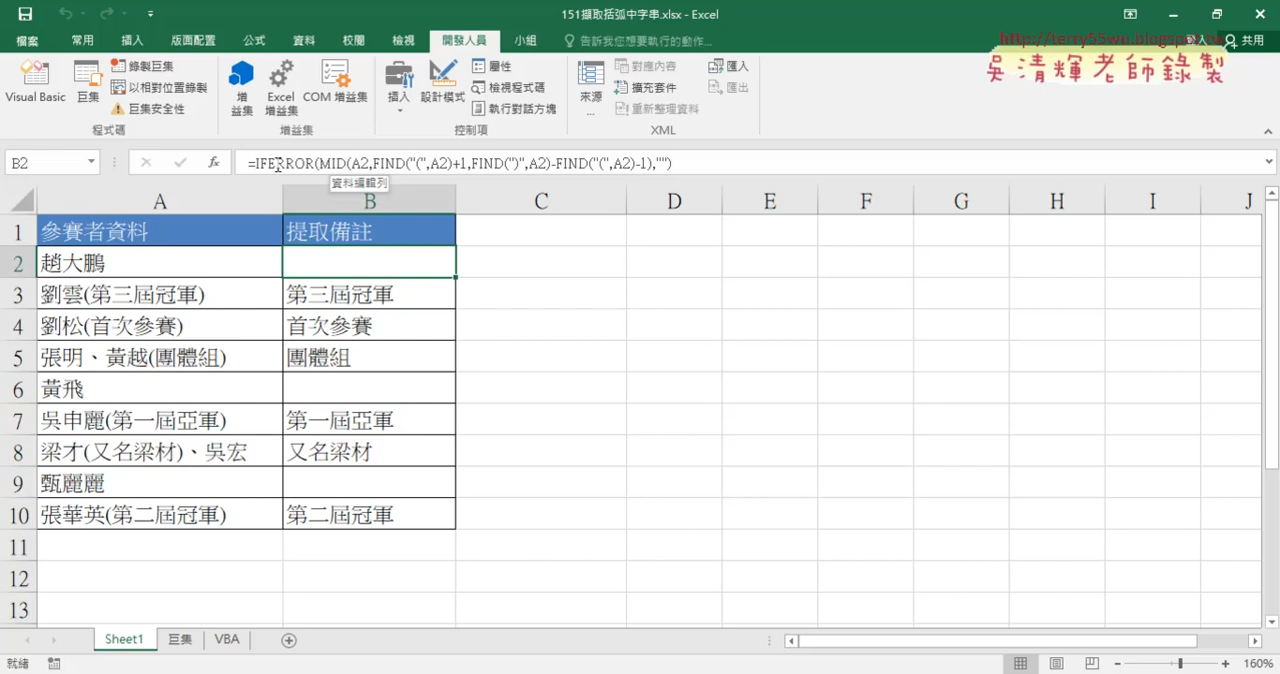 151擷取括弧中字串.xlsx - Excel
檔案 常用 插入 版面配置 公式 資料 校閱 檢視 開發人員 小組 告訴我您想要執行的動作... 登入 共用
http://terry55wu.blogspot.tw
吳清輝老師錄製
Visual Basic 巨集 錄製巨集 以相對位置錄製 巨集安全性
增益集 Excel 增益集 COM 增益集
插入 設計模式 屬性 檢視程式碼 執行對話方塊
來源... 對應內容 擴充套件 重新整理資料 匯入 匯出
程式碼 增益集 控制項 XML
B2 fx =IFERROR(MID(A2,FIND("(",A2)+1,FIND(")",A2)-FIND("(",A2)-1),"")
資料編輯列
A B C D E F G H I J
1 參賽者資料 提取備註
2 趙大鵬
3 劉雲(第三屆冠軍) 第三屆冠軍
4 劉松(首次參賽) 首次參賽
5 張明、黃越(團體組) 團體組
6 黃飛
7 吳申麗(第一屆亞軍) 第一屆亞軍
8 梁才(又名梁材)、吳宏 又名梁材
9 甄麗麗
10 張華英(第二屆冠軍) 第二屆冠軍
11
12
13
Sheet1 巨集 VBA
就緒 160%